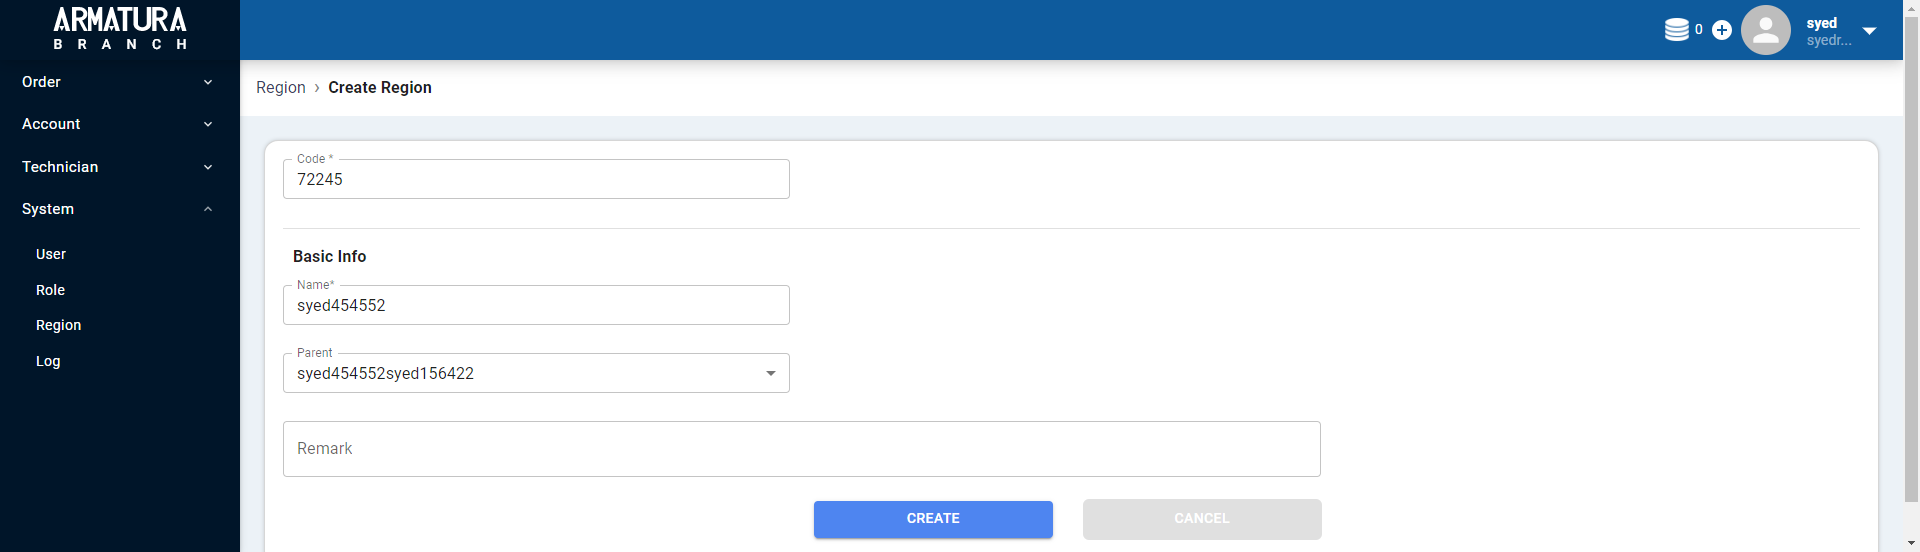 ARMATURA
BRANCH
0
syed
syedr...
Order
Account
Technician
System
User
Role
Region
Log
Region › Create Region
Code *
72245
Basic Info
Name*
syed454552
Parent
syed454552syed156422
Remark
CREATE
CANCEL